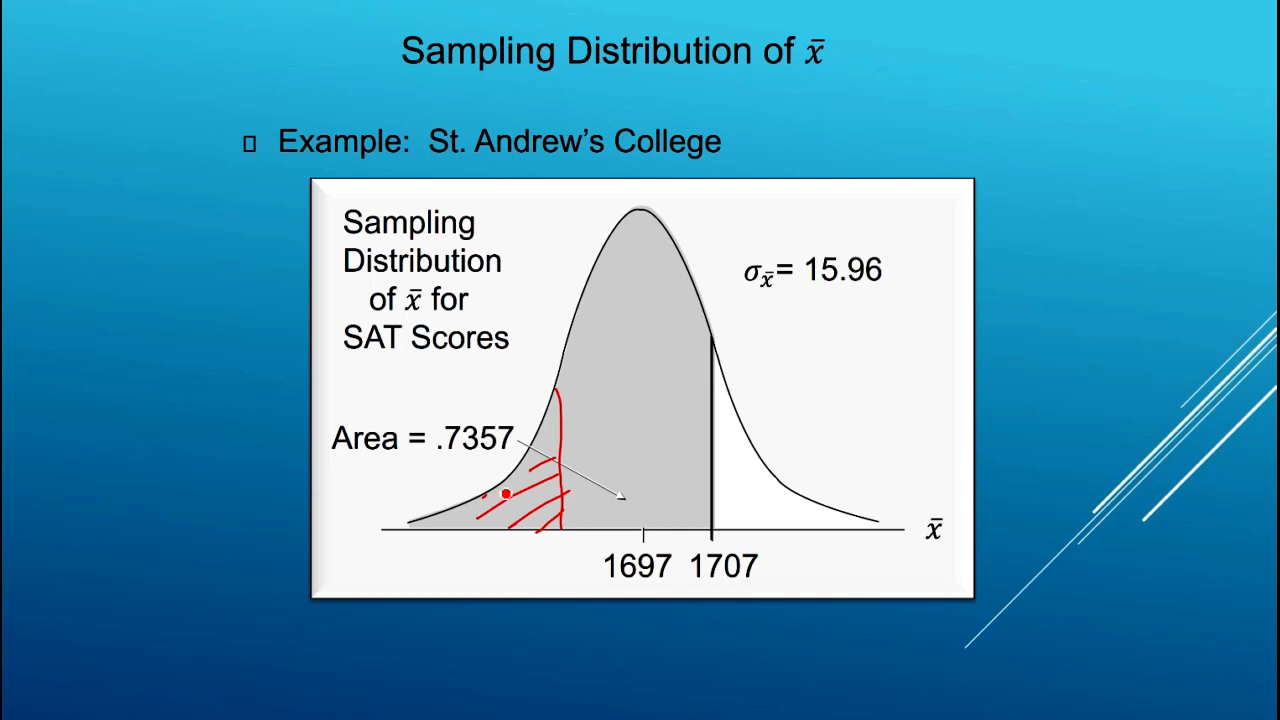 Sampling Distribution of x̄
Example: St. Andrew’s College
Sampling
Distribution
of x̄ for
SAT Scores
σx̄= 15.96
Area = .7357
x̄
1697 1707